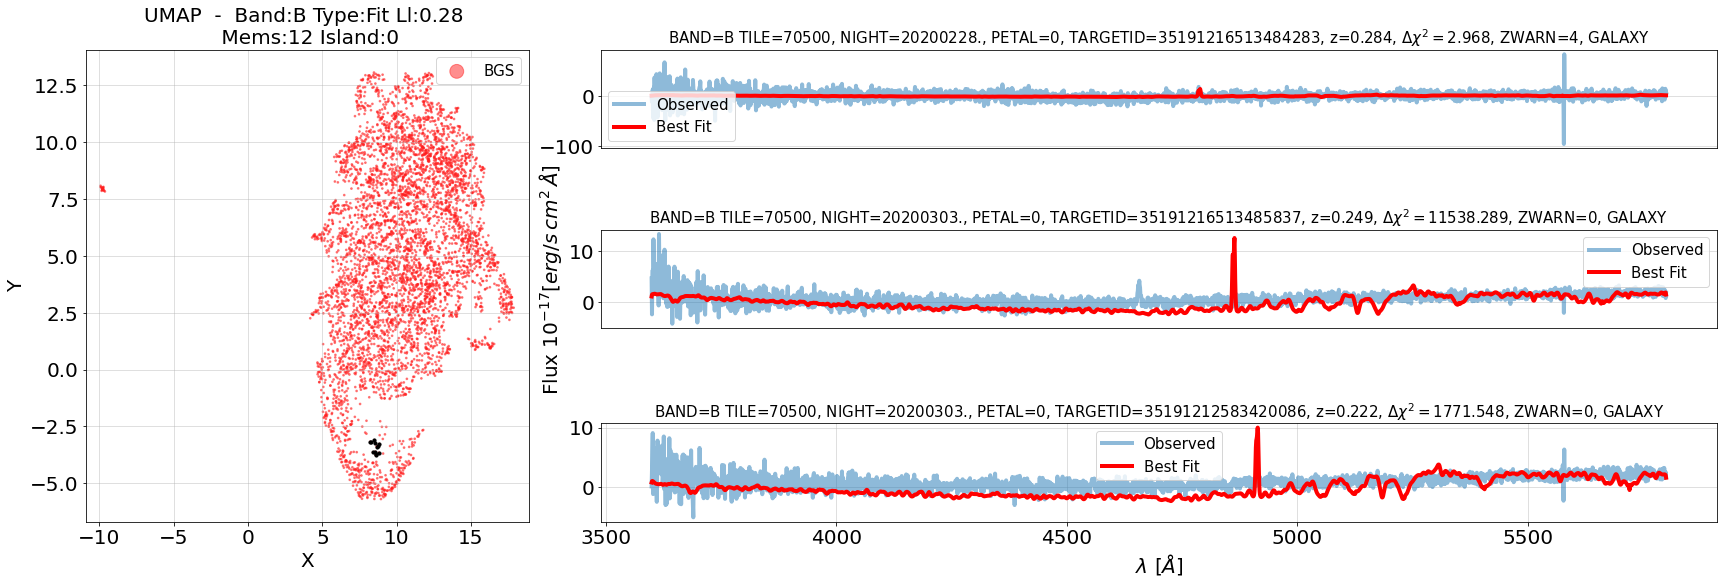 UMAP - Band:B Type:Fit Ll:0.28
Mems:12 Island:0
BGS
12.5
10.0
7.5
5.0
2.5
0.0
−2.5
−5.0
Y
−10
−5
0
5
10
15
X
BAND=B TILE=70500, NIGHT=20200228., PETAL=0, TARGETID=35191216513484283, z=0.284, Δχ² = 2.968, ZWARN=4, GALAXY
0
−100
Observed
Best Fit
Flux 10⁻¹⁷[erg/s cm² Å]
BAND=B TILE=70500, NIGHT=20200303., PETAL=0, TARGETID=35191216513485837, z=0.249, Δχ² = 11538.289, ZWARN=0, GALAXY
10
0
Observed
Best Fit
BAND=B TILE=70500, NIGHT=20200303., PETAL=0, TARGETID=35191212583420086, z=0.222, Δχ² = 1771.548, ZWARN=0, GALAXY
10
0
Observed
Best Fit
3500
4000
4500
5000
5500
λ [Å]